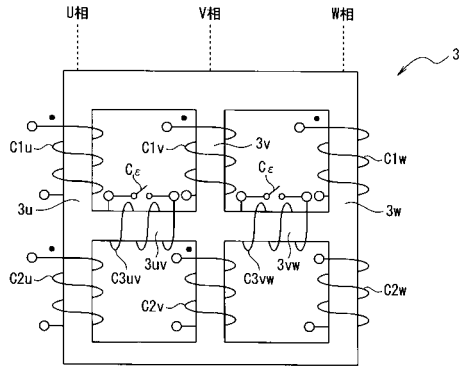 U相 V相 W相
3
C1u C1v 3v C1w
Cε Cε
3u 3w
3uv 3vw
C2u C3uv C2v C3vw C2w